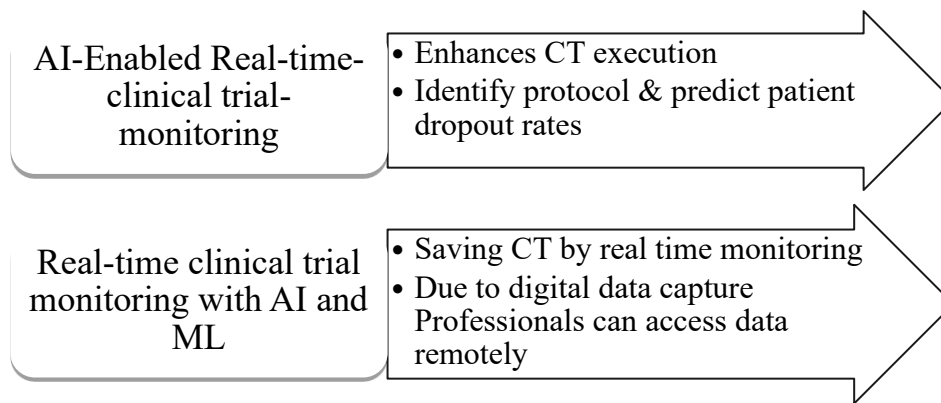 AI-Enabled Real-time-
clinical trial-
monitoring
• Enhances CT execution
• Identify protocol & predict patient
dropout rates
Real-time clinical trial
monitoring with AI and
ML
• Saving CT by real time monitoring
• Due to digital data capture
Professionals can access data
remotely